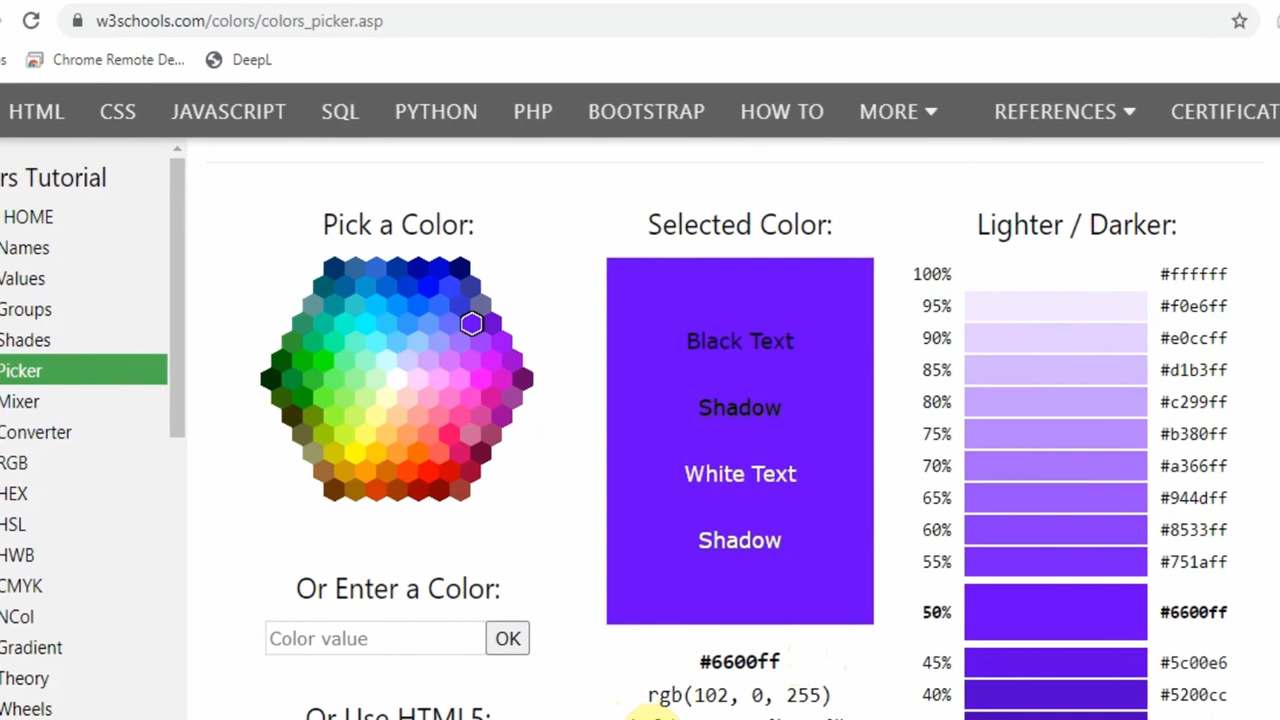 w3schools.com/colors/colors_picker.asp
Chrome Remote De... DeepL
HTML CSS JAVASCRIPT SQL PYTHON PHP BOOTSTRAP HOW TO MORE REFERENCES CERTIFICAT
rs Tutorial
HOME
Names
Values
Groups
Shades
Picker
Mixer
Converter
RGB
HEX
HSL
HWB
CMYK
NCol
Gradient
Theory
Wheels
Pick a Color:
Or Enter a Color:
Color value OK
Or Use HTML5:
Selected Color:
Black Text
Shadow
White Text
Shadow
#6600ff
rgb(102, 0, 255)
Lighter / Darker:
100% #ffffff
95% #f0e6ff
90% #e0ccff
85% #d1b3ff
80% #c299ff
75% #b380ff
70% #a366ff
65% #944dff
60% #8533ff
55% #751aff
50% #6600ff
45% #5c00e6
40% #5200cc